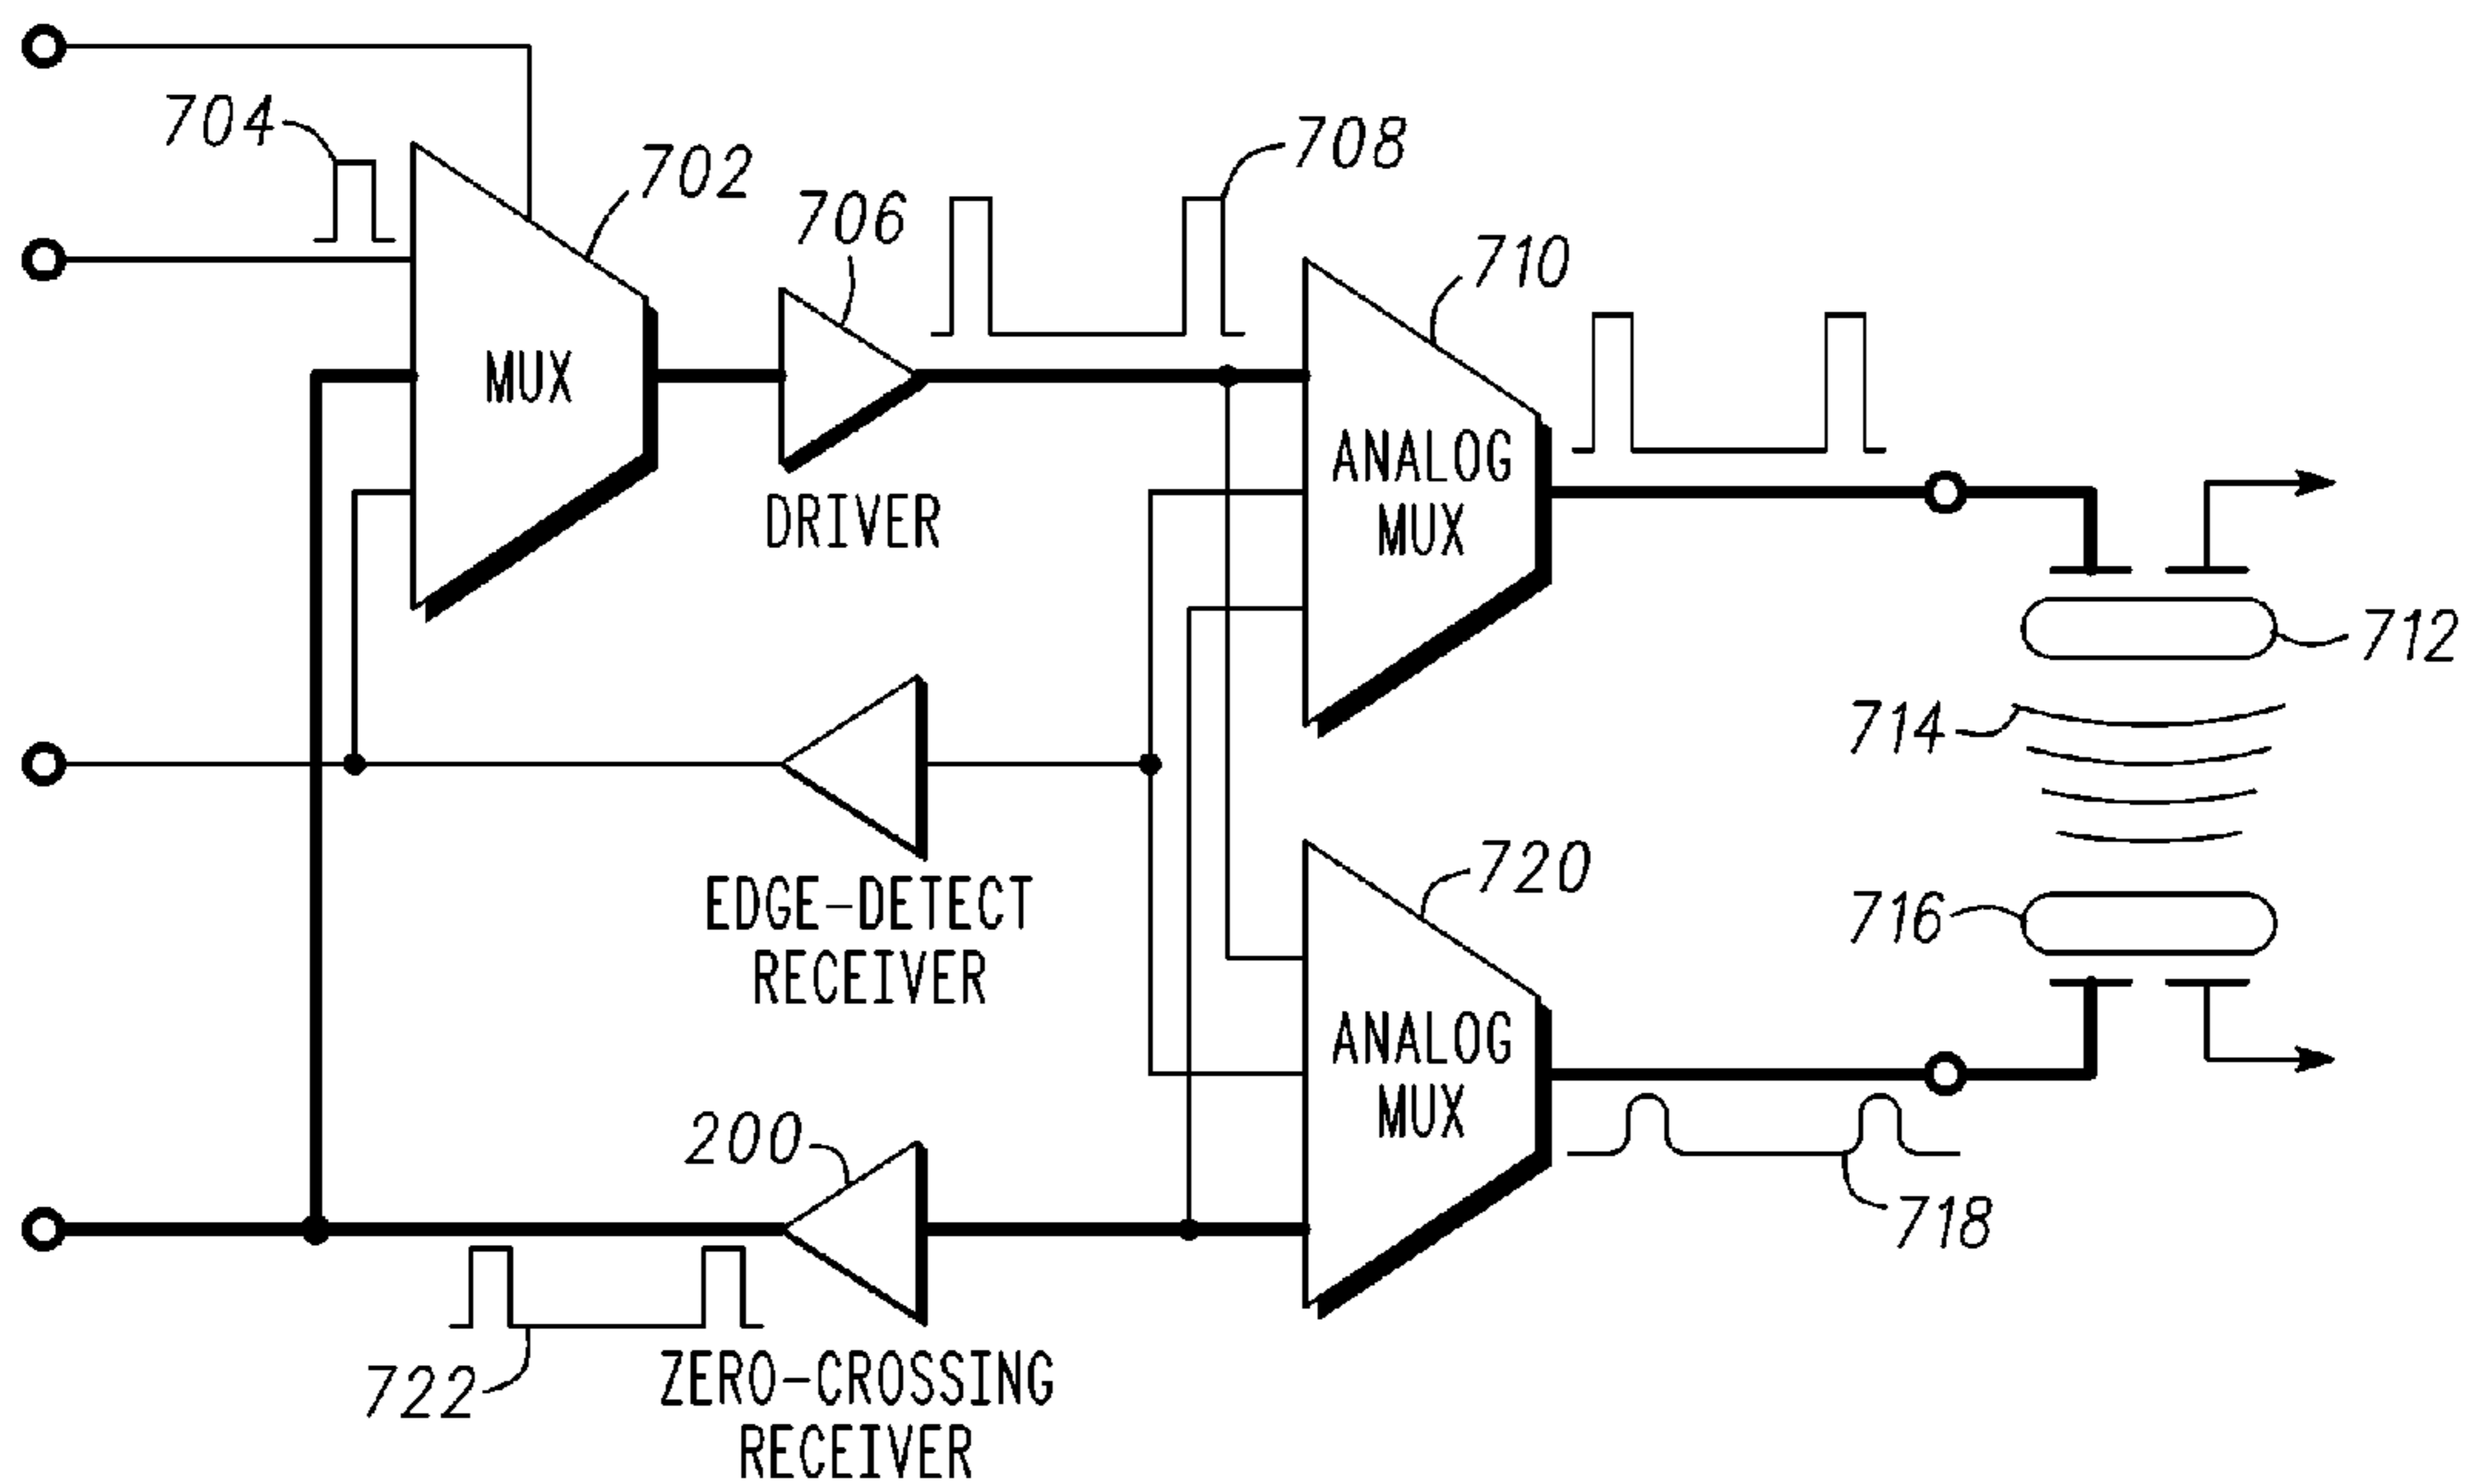 704
702
706
708
710
MUX
DRIVER
ANALOG
MUX
712
714
EDGE-DETECT
RECEIVER
720
716
ANALOG
MUX
200
718
722
ZERO-CROSSING
RECEIVER